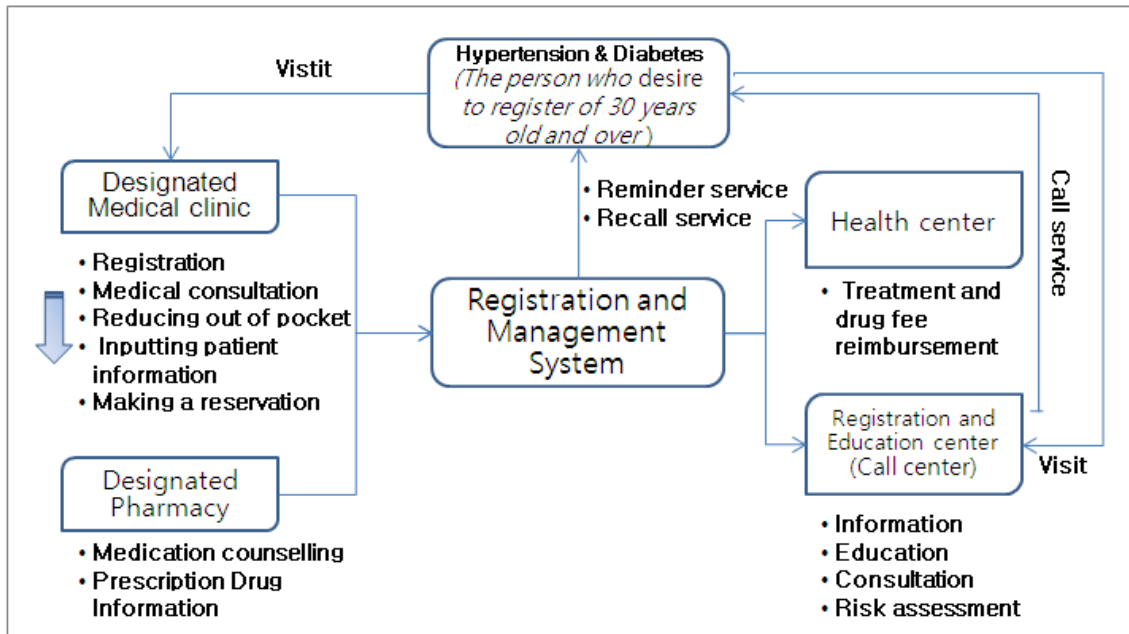 Hypertension & Diabetes
(The person who desire
to register of 30 years
old and over )
Vistit
Designated
Medical clinic
• Registration
• Medical consultation
• Reducing out of pocket
• Inputting patient
information
• Making a reservation
Designated
Pharmacy
• Medication counselling
• Prescription Drug
Information
• Reminder service
• Recall service
Registration and
Management
System
Health center
• Treatment and
drug fee
reimbursement
Call service
Registration and
Education center
(Call center)
Visit
• Information
• Education
• Consultation
• Risk assessment